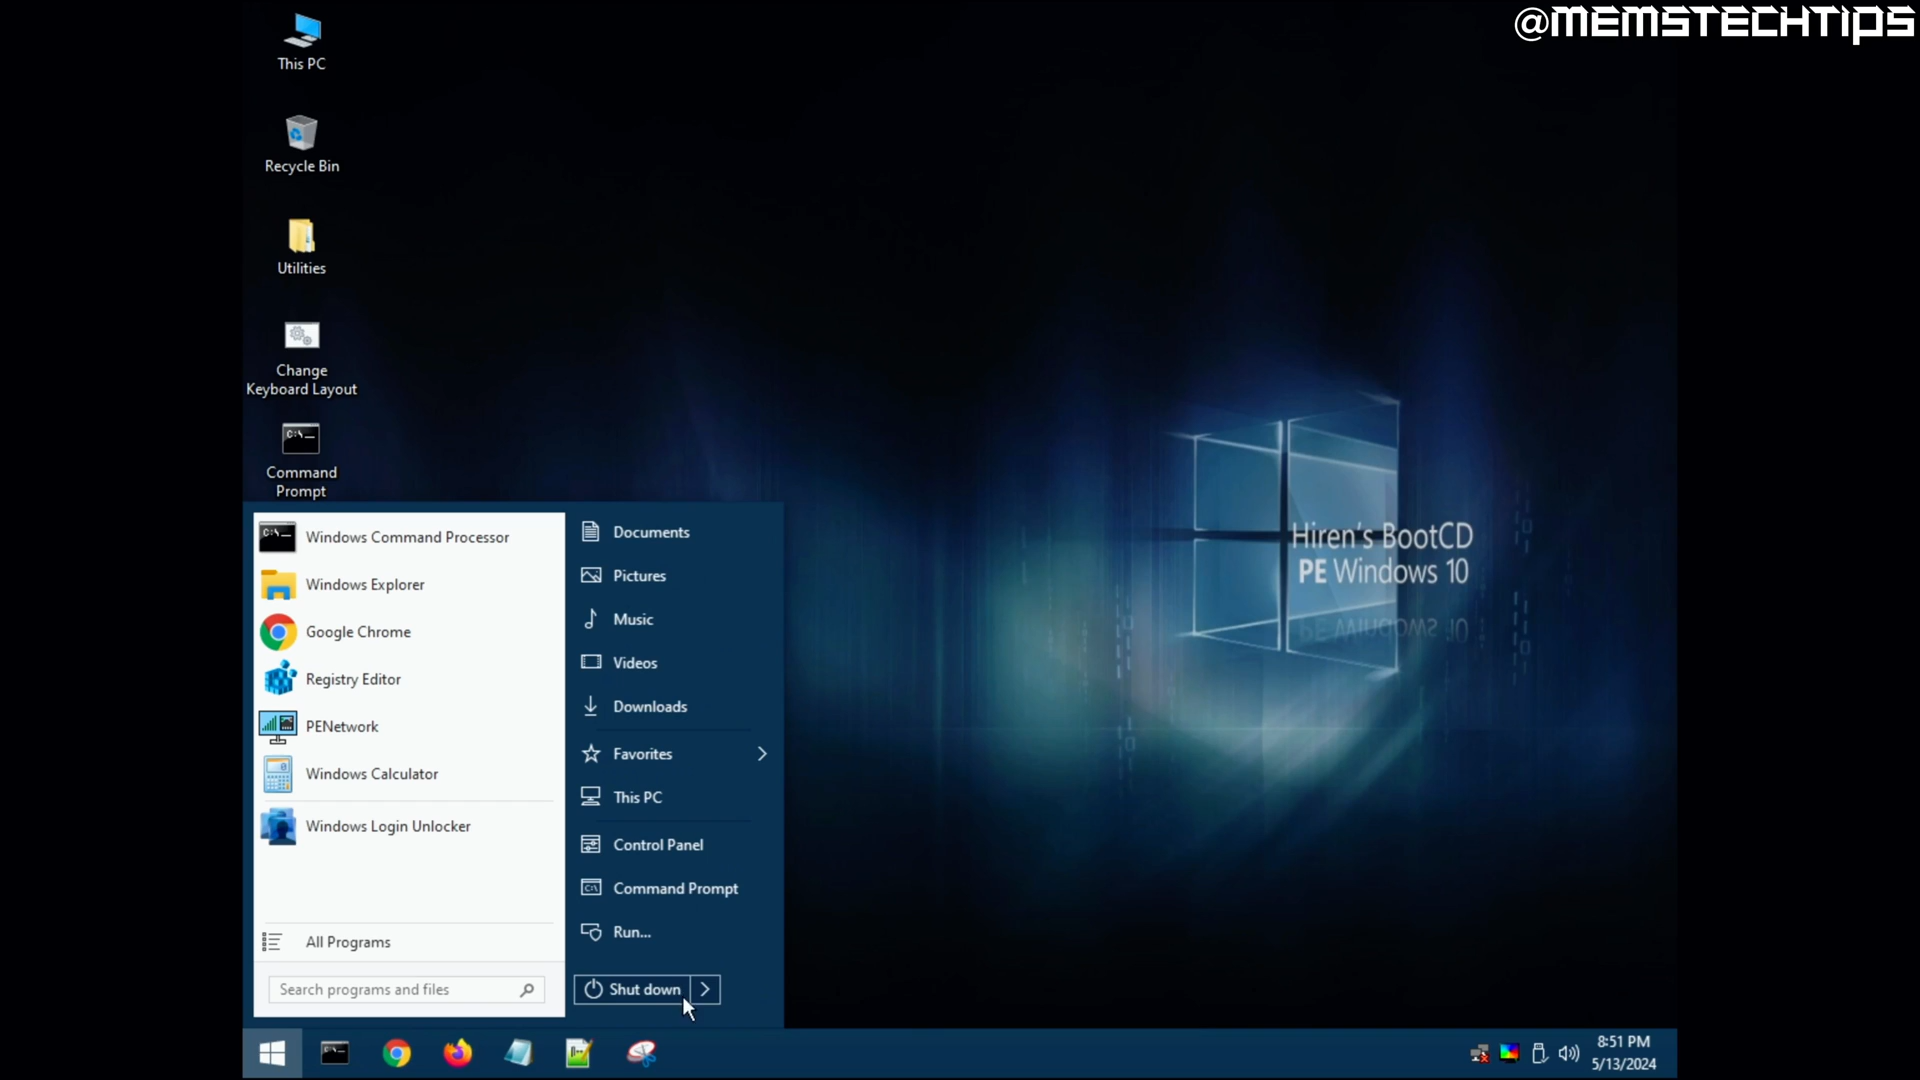 @MEMSTECHTIPS
This PC
Recycle Bin
Utilities
Change
Keyboard Layout
Command
Prompt
Windows Command Processor
Windows Explorer
Google Chrome
Registry Editor
PENetwork
Windows Calculator
Windows Login Unlocker
All Programs
Search programs and files
Documents
Pictures
Music
Videos
Downloads
Favorites
This PC
Control Panel
Command Prompt
Run...
Shut down
Hiren's BootCD
PE Windows 10
8:51 PM
5/13/2024